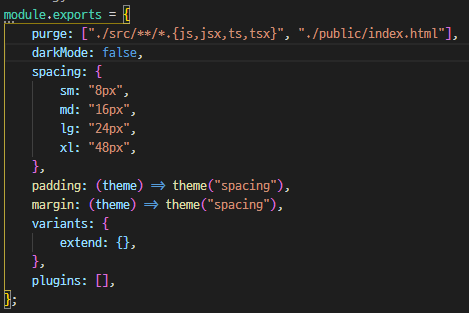 module.exports = {
purge: ["./src/**/*.{js,jsx,ts,tsx}", "./public/index.html"],
darkMode: false,
spacing: {
sm: "8px",
md: "16px",
lg: "24px",
xl: "48px",
},
padding: (theme) => theme("spacing"),
margin: (theme) => theme("spacing"),
variants: {
extend: {},
},
plugins: [],
};